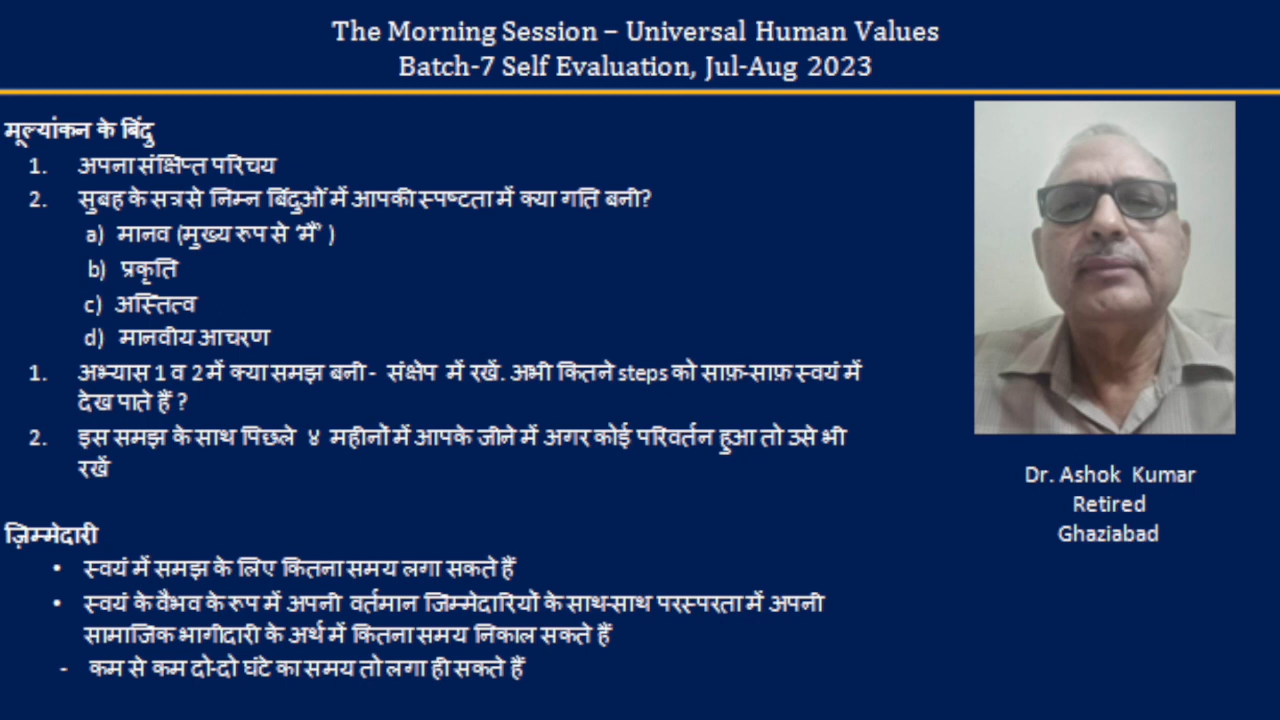 The Morning Session – Universal Human Values
Batch-7 Self Evaluation, Jul-Aug 2023
मूल्यांकन के बिंदु
1. अपना संक्षिप्त परिचय
2. सुबह के सत्र से निम्न बिंदुओं में आपकी स्पष्टता में क्या गति बनी?
a) मानव (मुख्य रूप से ‘मैं’ )
b) प्रकृति
c) अस्तित्व
d) मानवीय आचरण
1. अभ्यास 1 व 2 में क्या समझ बनी - संक्षेप में रखें. अभी कितने steps को साफ़-साफ़ स्वयं में
देख पाते हैं ?
2. इस समझ के साथ पिछले ४ महीनों में आपके जीने में अगर कोई परिवर्तन हुआ तो उसे भी
रखें
ज़िम्मेदारी
• स्वयं में समझ के लिए कितना समय लगा सकते हैं
• स्वयं के वैभव के रूप में अपनी वर्तमान जिम्मेदारियों के साथ-साथ परस्परता में अपनी
सामाजिक भागीदारी के अर्थ में कितना समय निकाल सकते हैं
- कम से कम दो-दो घंटे का समय तो लगा ही सकते हैं
Dr. Ashok Kumar
Retired
Ghaziabad